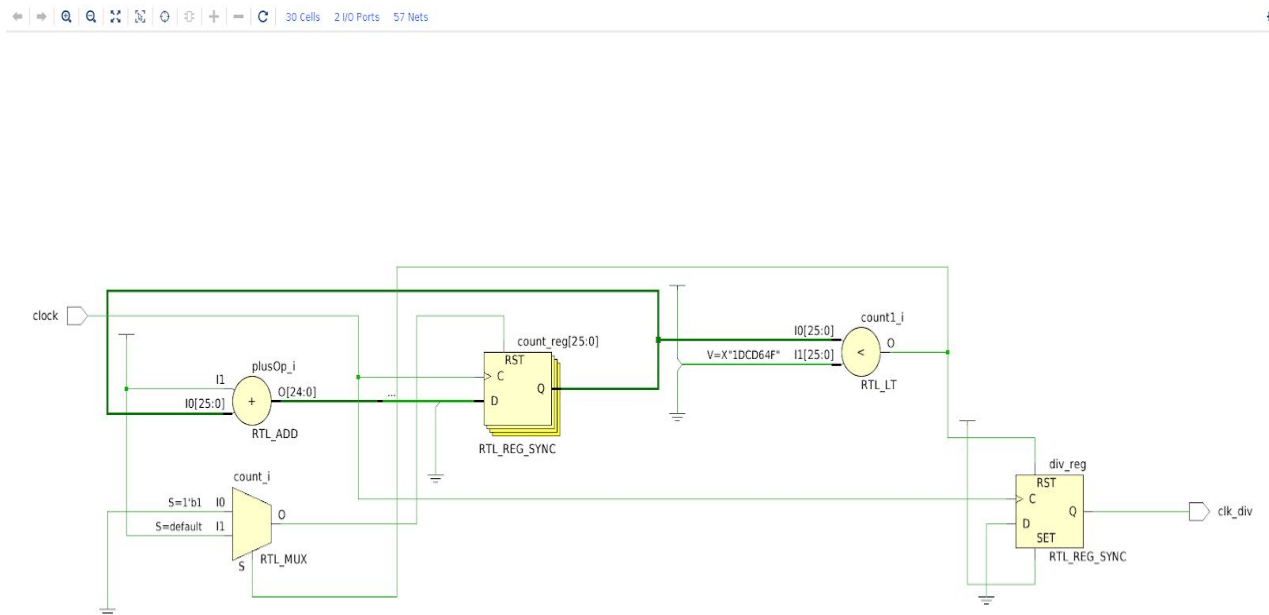 30 Cells 2 I/O Ports 57 Nets
clock
plusOp_i
I1
I0[25:0]
+
O[24:0]
RTL_ADD
...
count_reg[25:0]
RST
C
D
Q
RTL_REG_SYNC
count1_i
I0[25:0]
V=X"1DCD64F" I1[25:0]
<
O
RTL_LT
count_i
S=1'b1 I0
S=default I1
O
S
RTL_MUX
div_reg
RST
C
D
Q
SET
RTL_REG_SYNC
clk_div